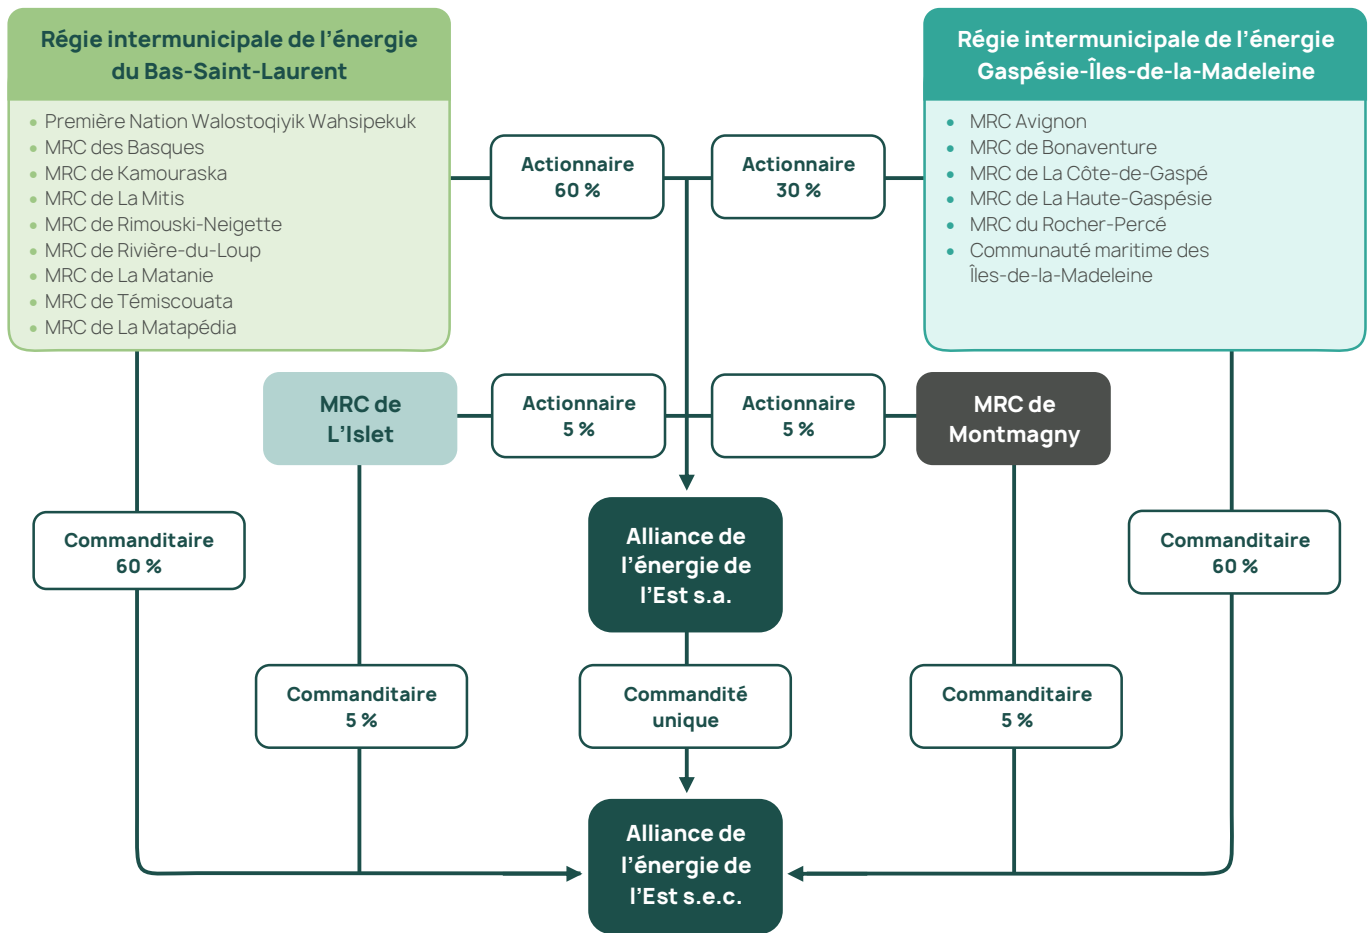 Régie intermunicipale de l’énergie
du Bas-Saint-Laurent
• Première Nation Walostoqiyik Wahsipekuk
• MRC des Basques
• MRC de Kamouraska
• MRC de La Mitis
• MRC de Rimouski-Neigette
• MRC de Rivière-du-Loup
• MRC de La Matanie
• MRC de Témiscouata
• MRC de La Matapédia
Actionnaire
60 %
Actionnaire
30 %
Régie intermunicipale de l’énergie
Gaspésie-Îles-de-la-Madeleine
• MRC Avignon
• MRC de Bonaventure
• MRC de La Côte-de-Gaspé
• MRC de La Haute-Gaspésie
• MRC du Rocher-Percé
• Communauté maritime des
Îles-de-la-Madeleine
MRC de
L’Islet
Actionnaire
5 %
Actionnaire
5 %
MRC de
Montmagny
Commanditaire
60 %
Alliance de
l’énergie de
l’Est s.a.
Commanditaire
60 %
Commanditaire
5 %
Commandité
unique
Commanditaire
5 %
Alliance de
l’énergie de
l’Est s.e.c.